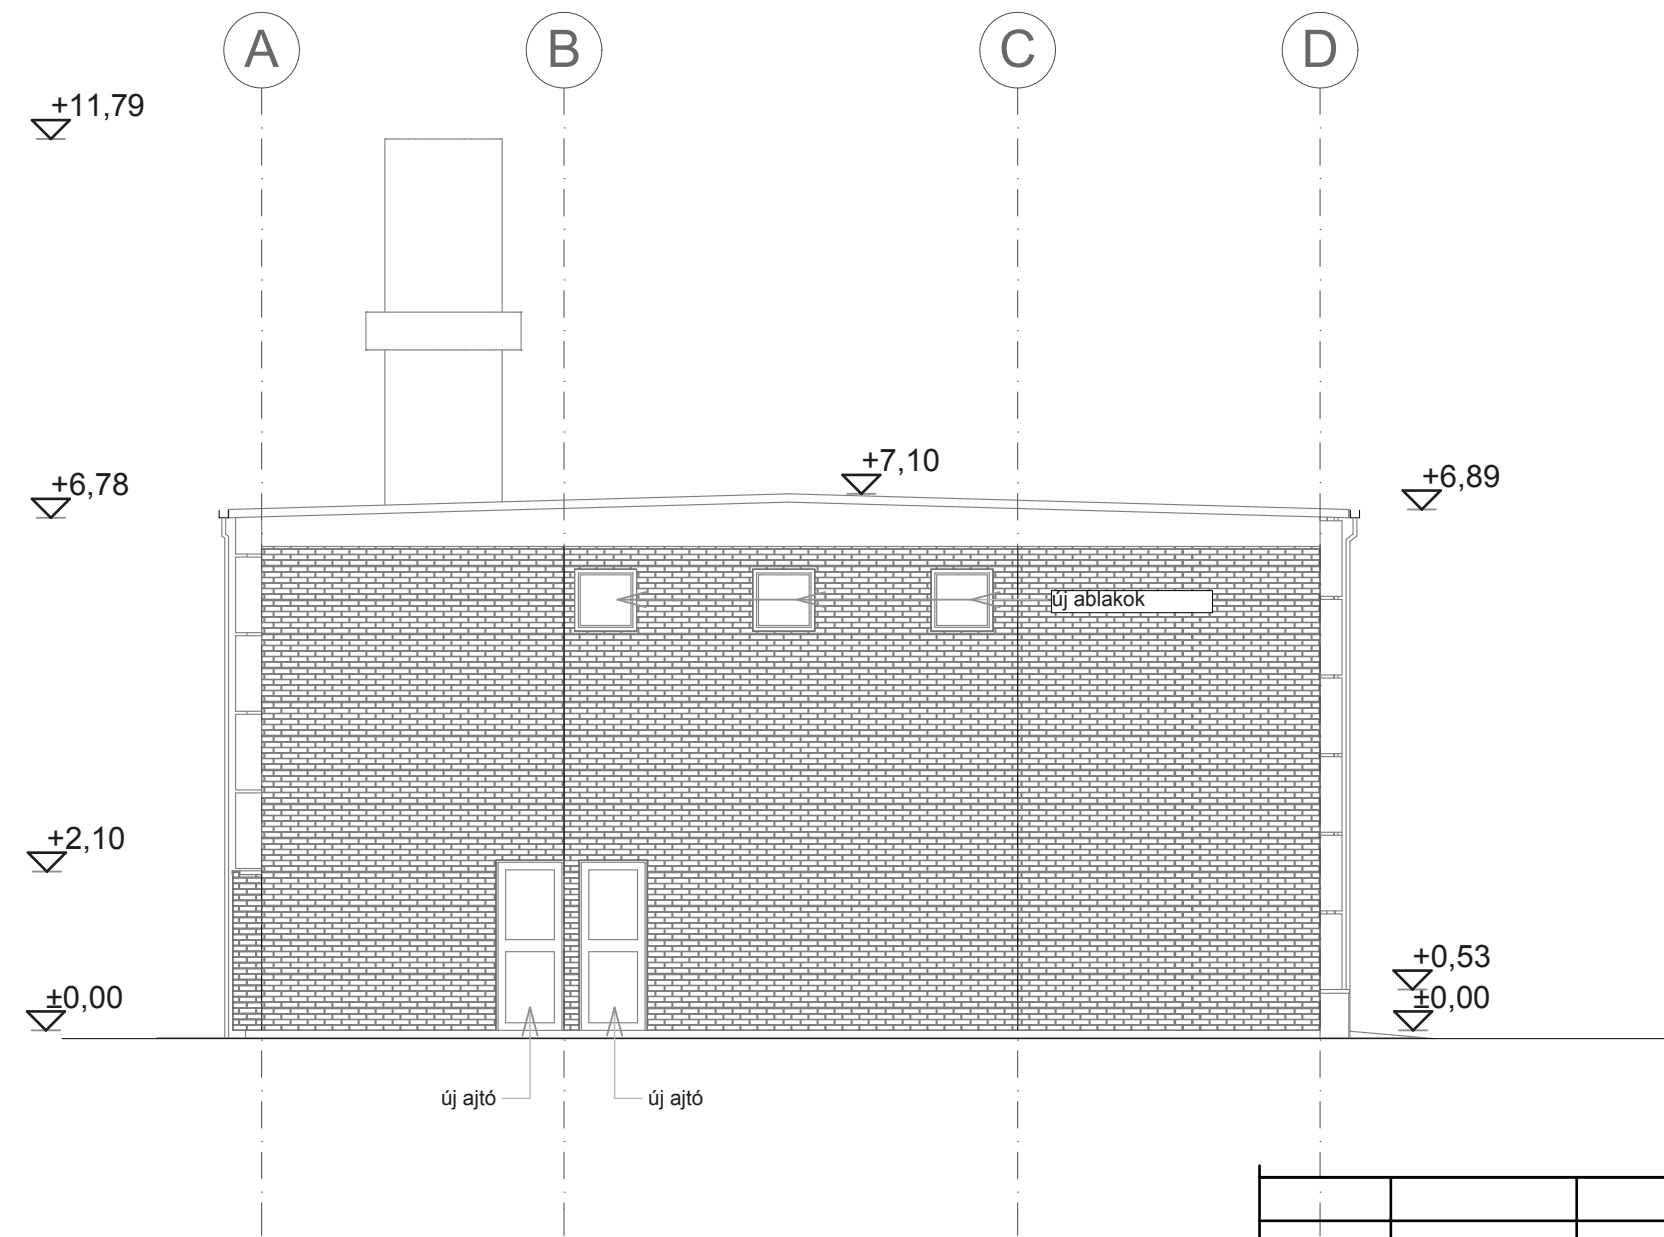 A B C D
+11,79
+7,10
+6,78 +6,89
új ablakok
+2,10
+0,53
±0,00 ±0,00
új ajtó új ajtó